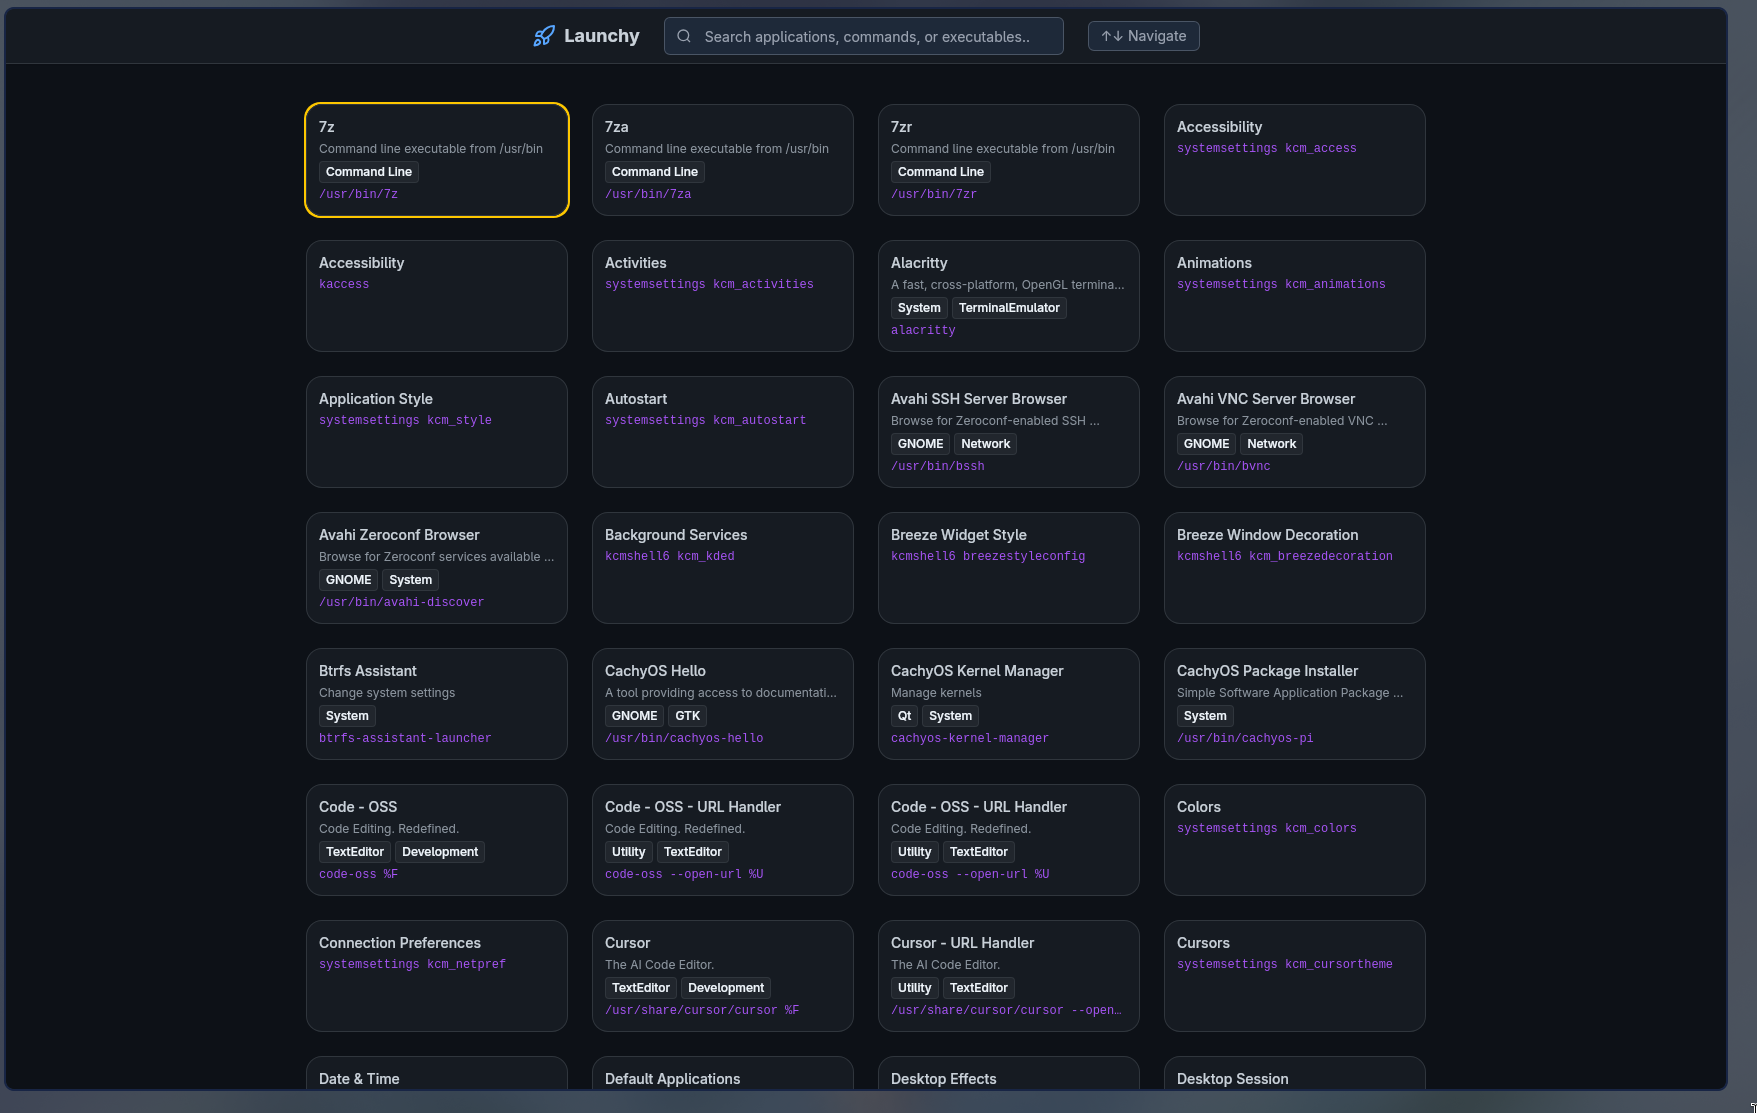 Launchy
Search applications, commands, or executables..
↑↓ Navigate
7z
Command line executable from /usr/bin
Command Line
/usr/bin/7z
7za
Command line executable from /usr/bin
Command Line
/usr/bin/7za
7zr
Command line executable from /usr/bin
Command Line
/usr/bin/7zr
Accessibility
systemsettings kcm_access
Accessibility
kaccess
Activities
systemsettings kcm_activities
Alacritty
A fast, cross-platform, OpenGL termina...
System TerminalEmulator
alacritty
Animations
systemsettings kcm_animations
Application Style
systemsettings kcm_style
Autostart
systemsettings kcm_autostart
Avahi SSH Server Browser
Browse for Zeroconf-enabled SSH ...
GNOME Network
/usr/bin/bssh
Avahi VNC Server Browser
Browse for Zeroconf-enabled VNC ...
GNOME Network
/usr/bin/bvnc
Avahi Zeroconf Browser
Browse for Zeroconf services available ...
GNOME System
/usr/bin/avahi-discover
Background Services
kcmshell6 kcm_kded
Breeze Widget Style
kcmshell6 breezestyleconfig
Breeze Window Decoration
kcmshell6 kcm_breezedecoration
Btrfs Assistant
Change system settings
System
btrfs-assistant-launcher
CachyOS Hello
A tool providing access to documentati...
GNOME GTK
/usr/bin/cachyos-hello
CachyOS Kernel Manager
Manage kernels
Qt System
cachyos-kernel-manager
CachyOS Package Installer
Simple Software Application Package ...
System
/usr/bin/cachyos-pi
Code - OSS
Code Editing. Redefined.
TextEditor Development
code-oss %F
Code - OSS - URL Handler
Code Editing. Redefined.
Utility TextEditor
code-oss --open-url %U
Code - OSS - URL Handler
Code Editing. Redefined.
Utility TextEditor
code-oss --open-url %U
Colors
systemsettings kcm_colors
Connection Preferences
systemsettings kcm_netpref
Cursor
The AI Code Editor.
TextEditor Development
/usr/share/cursor/cursor %F
Cursor - URL Handler
The AI Code Editor.
Utility TextEditor
/usr/share/cursor/cursor --open…
Cursors
systemsettings kcm_cursortheme
Date & Time
Default Applications
Desktop Effects
Desktop Session